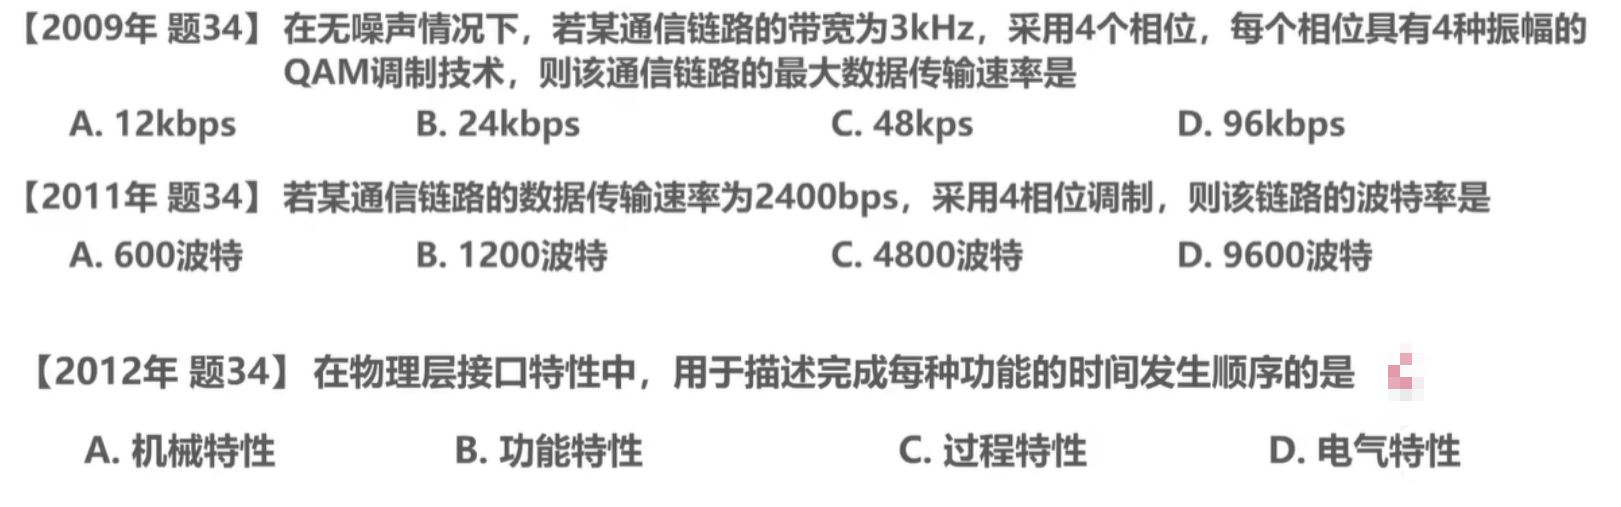 【2009年 题34】在无噪声情况下，若某通信链路的带宽为3kHz，采用4个相位，每个相位具有4种振幅的
QAM调制技术，则该通信链路的最大数据传输速率是
A. 12kbps B. 24kbps C. 48kps D. 96kbps
【2011年 题34】若某通信链路的数据传输速率为2400bps，采用4相位调制，则该链路的波特率是
A. 600波特 B. 1200波特 C. 4800波特 D. 9600波特
【2012年 题34】在物理层接口特性中，用于描述完成每种功能的时间发生顺序的是
A. 机械特性 B. 功能特性 C. 过程特性 D. 电气特性